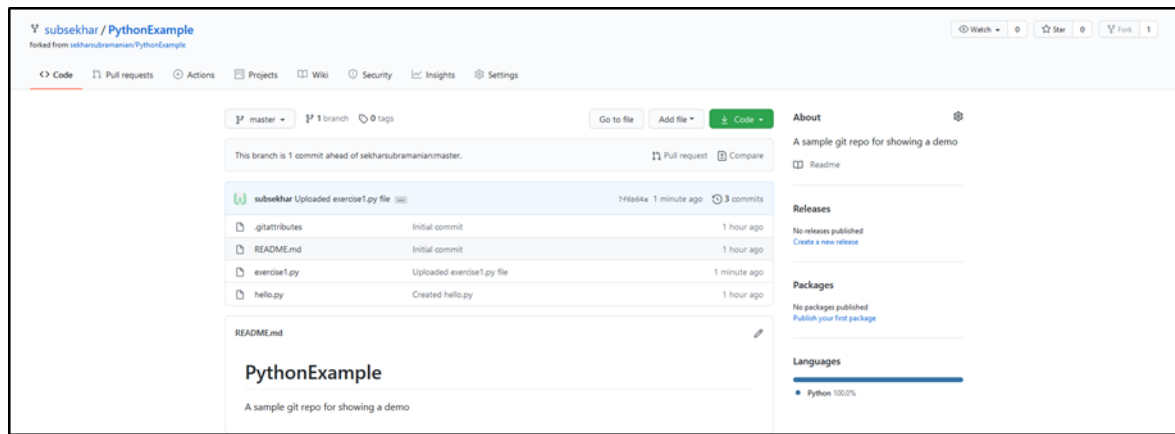 subsekhar / PythonExample
forked from sekharsubramanian/PythonExample
Watch 0 Star 0 Fork 1
<> Code Pull requests Actions Projects Wiki Security Insights Settings
master 1 branch 0 tags Go to file Add file Code
This branch is 1 commit ahead of sekharsubramanian:master. Pull request Compare
subsekhar Uploaded exercise1.py file ... 7f6b64a 1 minute ago 3 commits
.gitattributes Initial commit 1 hour ago
README.md Initial commit 1 hour ago
exercise1.py Uploaded exercise1.py file 1 minute ago
hello.py Created hello.py 1 hour ago
README.md
PythonExample
A sample git repo for showing a demo
About
A sample git repo for showing a demo
Readme
Releases
No releases published
Create a new release
Packages
No packages published
Publish your first package
Languages
Python 100.0%